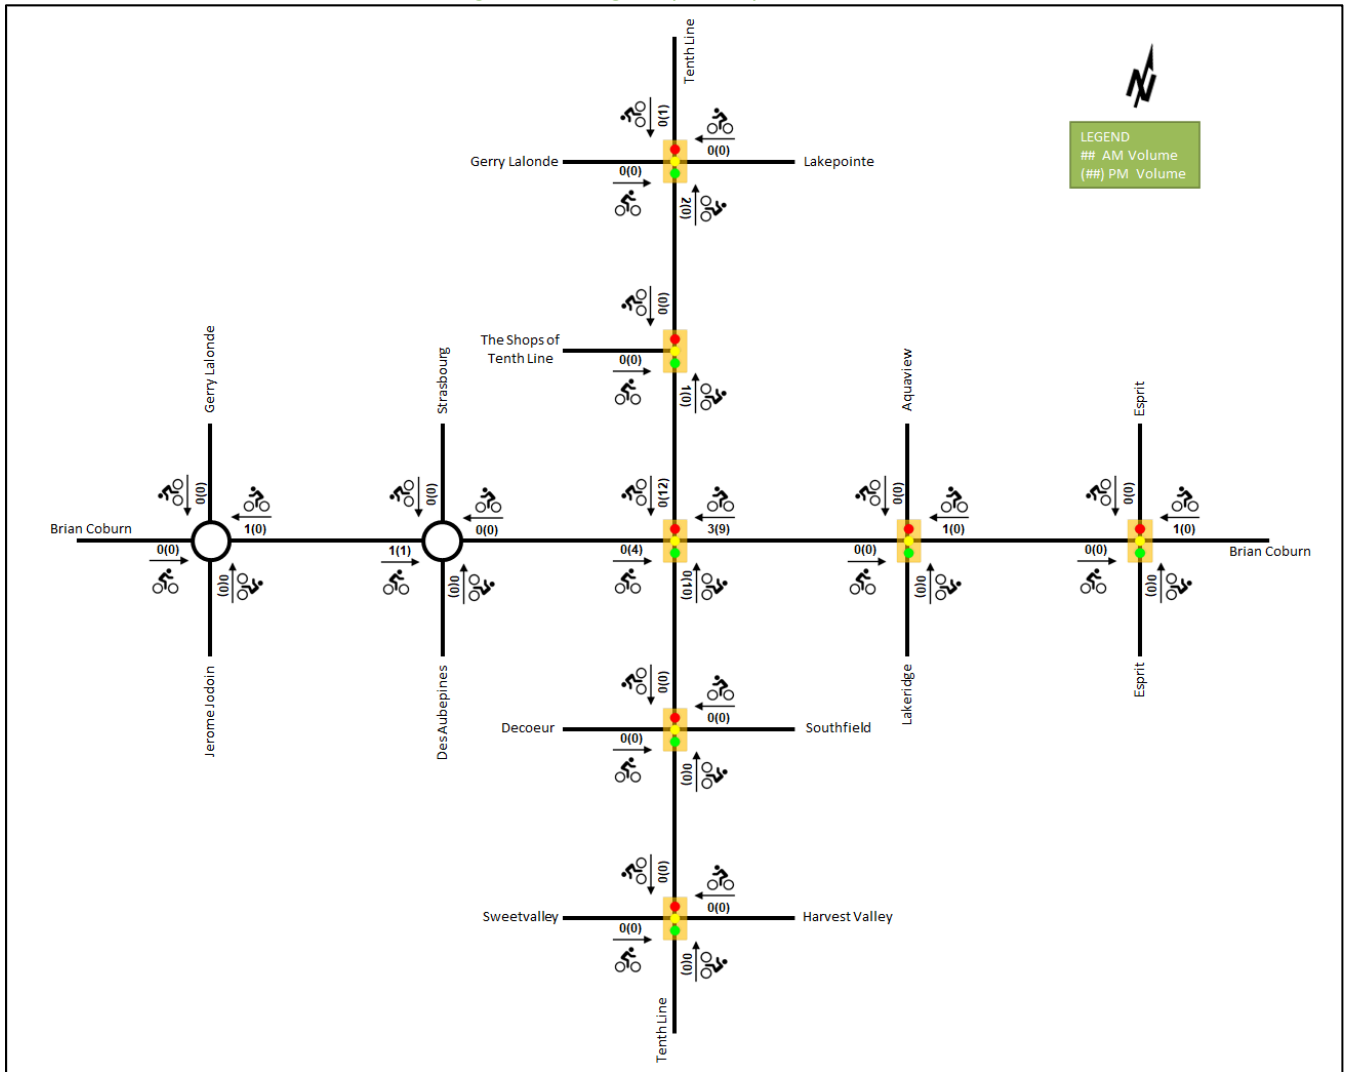 Tenth Line
LEGEND
## AM Volume
(##) PM Volume
0(1)
0(0)
Gerry Lalonde
Lakepointe
0(0)
2(0)
0(0)
The Shops of
Tenth Line
0(0)
1(0)
Gerry Lalonde
Strasbourg
Aquaview
Esprit
0(0)
1(0)
0(0)
0(0)
0(12)
3(9)
0(0)
1(0)
0(0)
1(0)
Brian Coburn
Brian Coburn
0(0)
0(0)
1(1)
0(0)
0(4)
0(10)
0(0)
0(0)
0(0)
0(0)
Jerome Jodoin
Des Aubepines
Lakeridge
Esprit
0(0)
0(0)
Decoeur
Southfield
0(0)
0(0)
0(0)
0(0)
Sweetvalley
Harvest Valley
0(0)
0(0)
Tenth Line